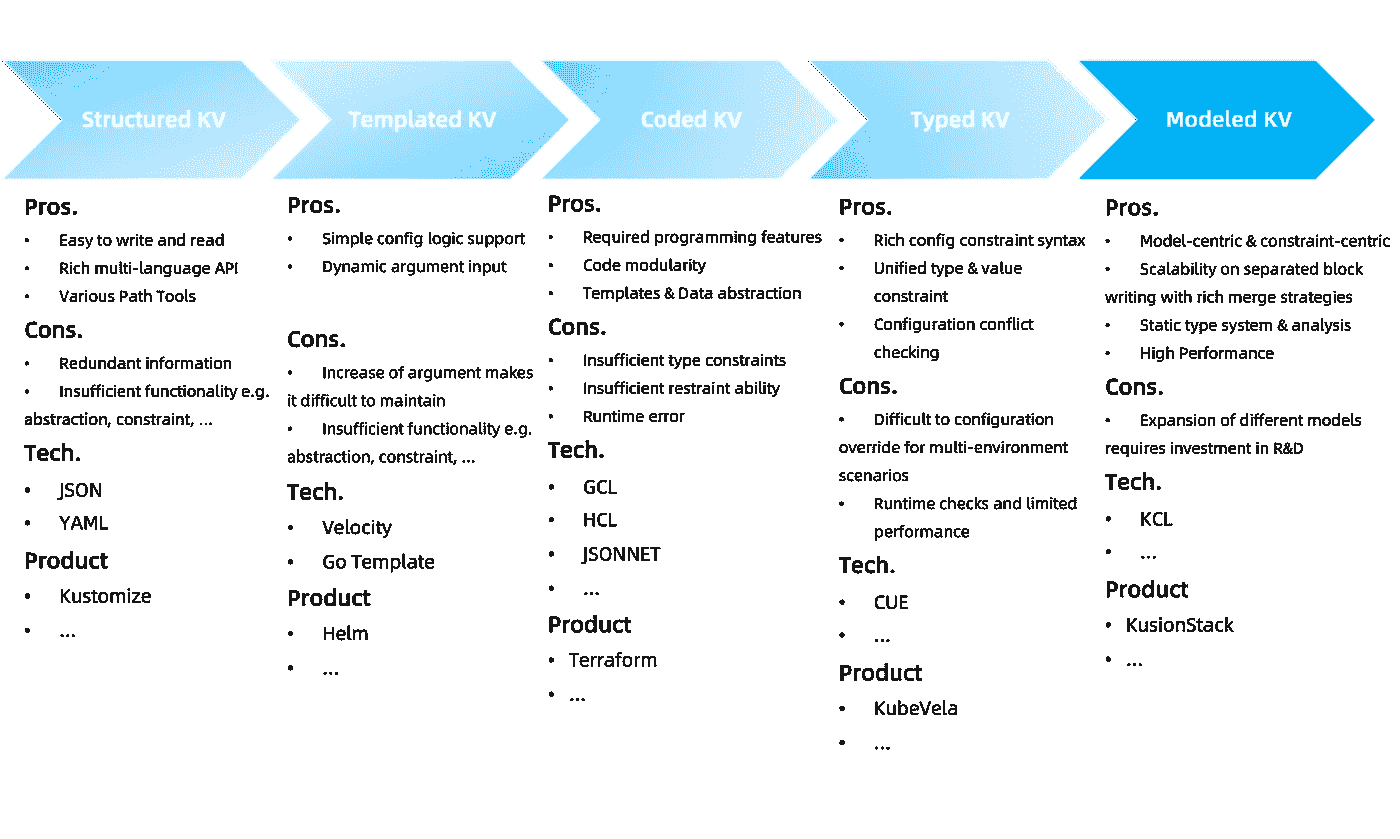 Structured KV
Templated KV
Coded KV
Typed KV
Modeled KV
Pros.
• Easy to write and read
• Rich multi-language API
• Various Path Tools
Cons.
• Redundant information
• Insufficient functionality e.g.
abstraction, constraint, ...
Tech.
• JSON
• YAML
Product
• Kustomize
• ...
Pros.
• Simple config logic support
• Dynamic argument input
Cons.
• Increase of argument makes
it difficult to maintain
• Insufficient functionality e.g.
abstraction, constraint, ...
Tech.
• Velocity
• Go Template
Product
• Helm
• ...
Pros.
• Required programming features
• Code modularity
• Templates & Data abstraction
Cons.
• Insufficient type constraints
• Insufficient restraint ability
• Runtime error
Tech.
• GCL
• HCL
• JSONNET
• ...
Product
• Terraform
• ...
Pros.
• Rich config constraint syntax
• Unified type & value
constraint
• Configuration conflict
checking
Cons.
• Difficult to configuration
override for multi-environment
scenarios
• Runtime checks and limited
performance
Tech.
• CUE
• ...
Product
• KubeVela
• ...
Pros.
• Model-centric & constraint-centric
• Scalability on separated block
writing with rich merge strategies
• Static type system & analysis
• High Performance
Cons.
• Expansion of different models
requires investment in R&D
Tech.
• KCL
• ...
Product
• KusionStack
• ...